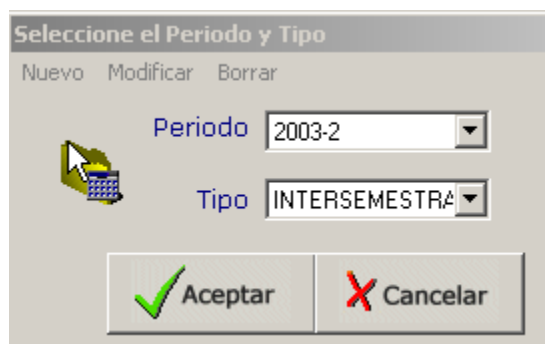 Seleccione el Periodo y Tipo
Nuevo Modificar Borrar
Periodo 2003-2
Tipo INTERSEMESTRA
Aceptar Cancelar